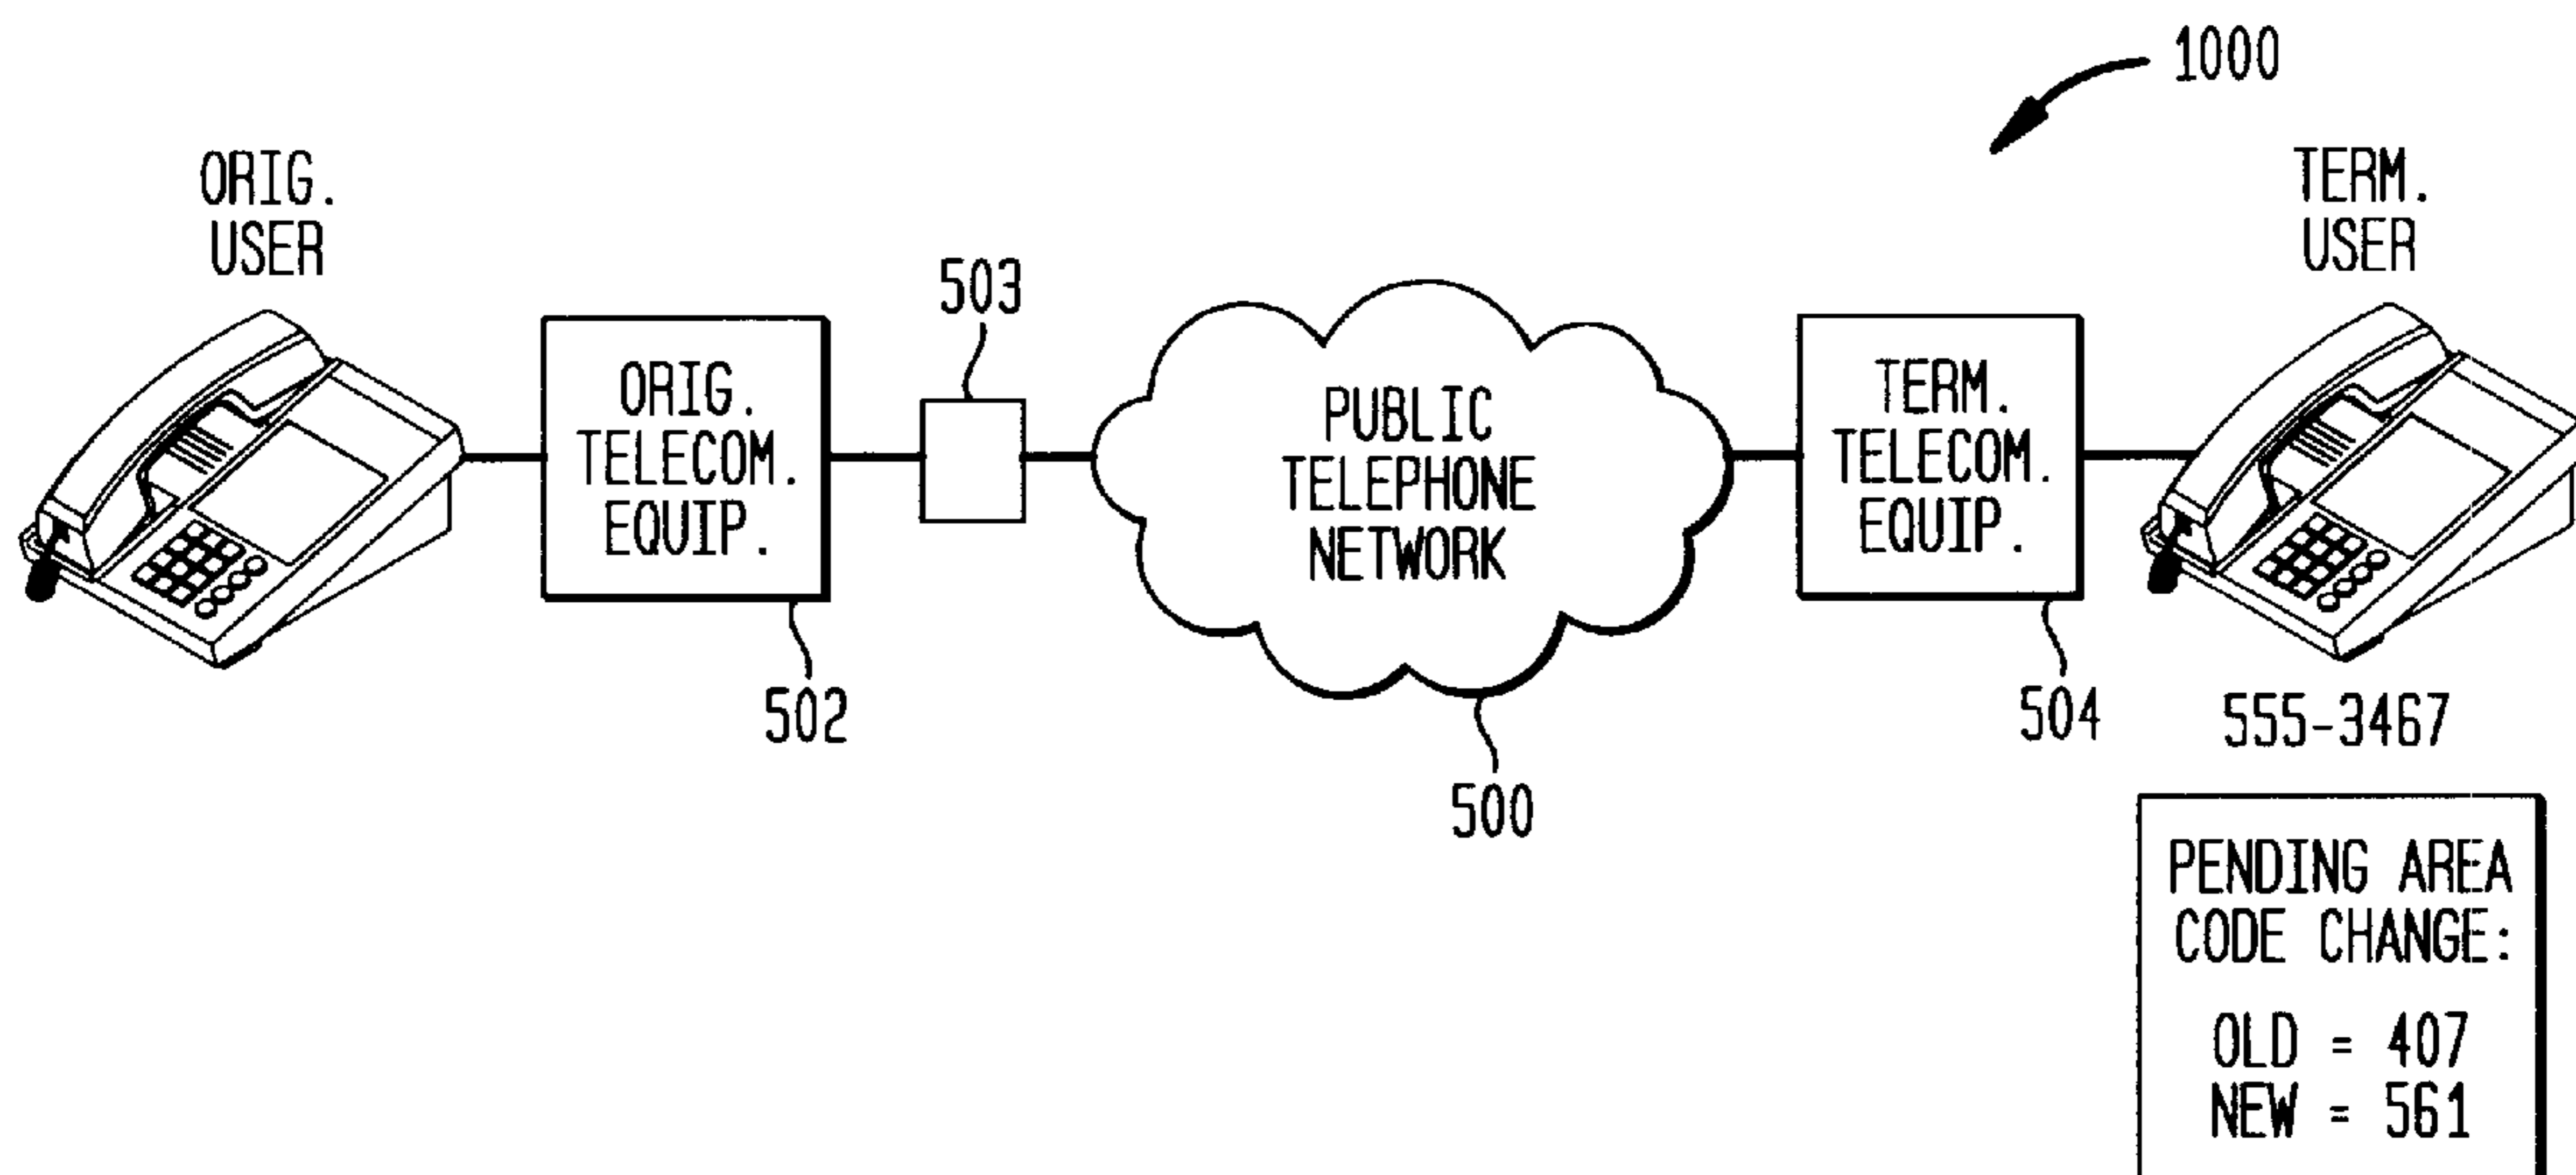 1000
ORIG.
USER
TERM.
USER
503
ORIG.
TELECOM.
EQUIP.
PUBLIC
TELEPHONE
NETWORK
TERM.
TELECOM.
EQUIP.
502
504
555-3467
500
PENDING AREA
CODE CHANGE:
OLD = 407
NEW = 561